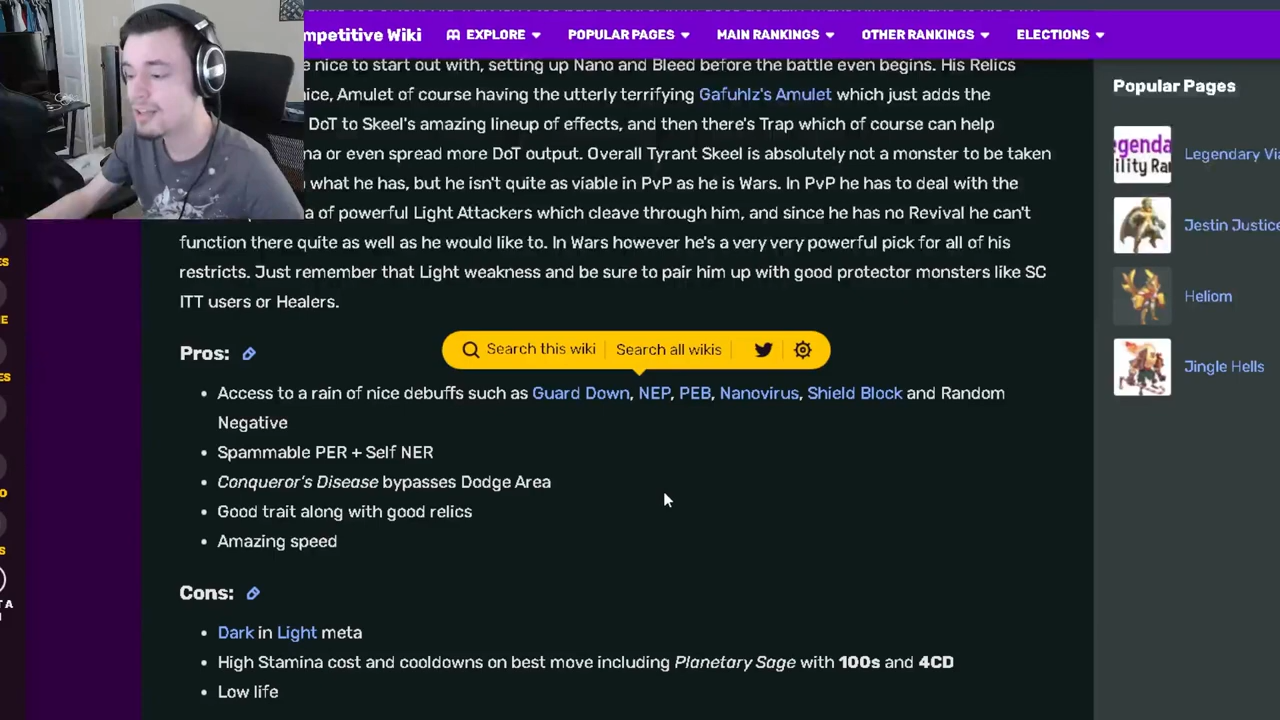 mpetitive Wiki EXPLORE POPULAR PAGES MAIN RANKINGS OTHER RANKINGS ELECTIONS
e nice to start out with, setting up Nano and Bleed before the battle even begins. His Relics
ice, Amulet of course having the utterly terrifying Gafuhlz's Amulet which just adds the
DoT to Skeel's amazing lineup of effects, and then there's Trap which of course can help
na or even spread more DoT output. Overall Tyrant Skeel is absolutely not a monster to be taken
what he has, but he isn't quite as viable in PvP as he is Wars. In PvP he has to deal with the
a of powerful Light Attackers which cleave through him, and since he has no Revival he can't
function there quite as well as he would like to. In Wars however he's a very very powerful pick for all of his
restricts. Just remember that Light weakness and be sure to pair him up with good protector monsters like SC
ITT users or Healers.
Pros:
Search this wiki Search all wikis
• Access to a rain of nice debuffs such as Guard Down, NEP, PEB, Nanovirus, Shield Block and Random
Negative
• Spammable PER + Self NER
• Conqueror's Disease bypasses Dodge Area
• Good trait along with good relics
• Amazing speed
Cons:
• Dark in Light meta
• High Stamina cost and cooldowns on best move including Planetary Sage with 100s and 4CD
• Low life
Popular Pages
genda
ility Ra
Legendary Via
Jestin Justice
Heliom
Jingle Hells
ES
E
ES
O
S
T A